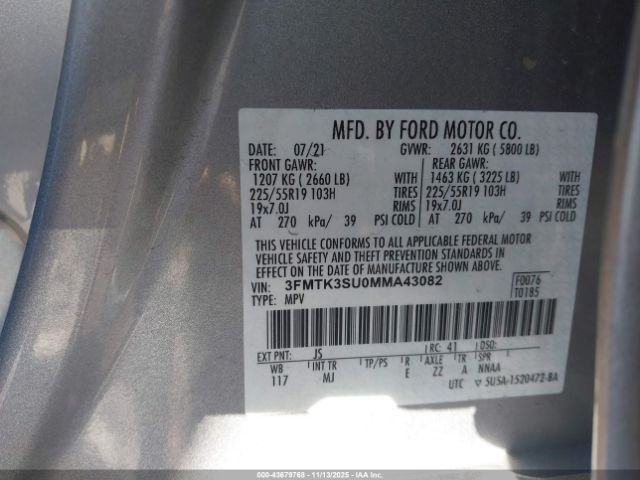 MFD. BY FORD MOTOR CO.
DATE: 07/21 GVWR: 2631 KG ( 5800 LB)
FRONT GAWR: REAR GAWR:
1207 KG ( 2660 LB) WITH 1463 KG ( 3225 LB) WITH
225/55R19 103H TIRES 225/55R19 103H TIRES
19x7.0J RIMS 19x7.0J RIMS
AT 270 kPa/ 39 PSI COLD AT 270 kPa/ 39 PSI COLD
THIS VEHICLE CONFORMS TO ALL APPLICABLE FEDERAL MOTOR
VEHICLE SAFETY AND THEFT PREVENTION STANDARDS IN
EFFECT ON THE DATE OF MANUFACTURE SHOWN ABOVE.
VIN: 3FMTK3SU0MMA43082 F0076
TYPE: MPV T0185
EXT PNT: JS RC: 41 DSO:
WB INT TR TP/PS R AXLE TR SPR
117 MJ E ZZ A NNAA
UTC 5U5A-1520472-BA
000-43679768 - 11/13/2025 - COPYRIGHT IAA, INC.